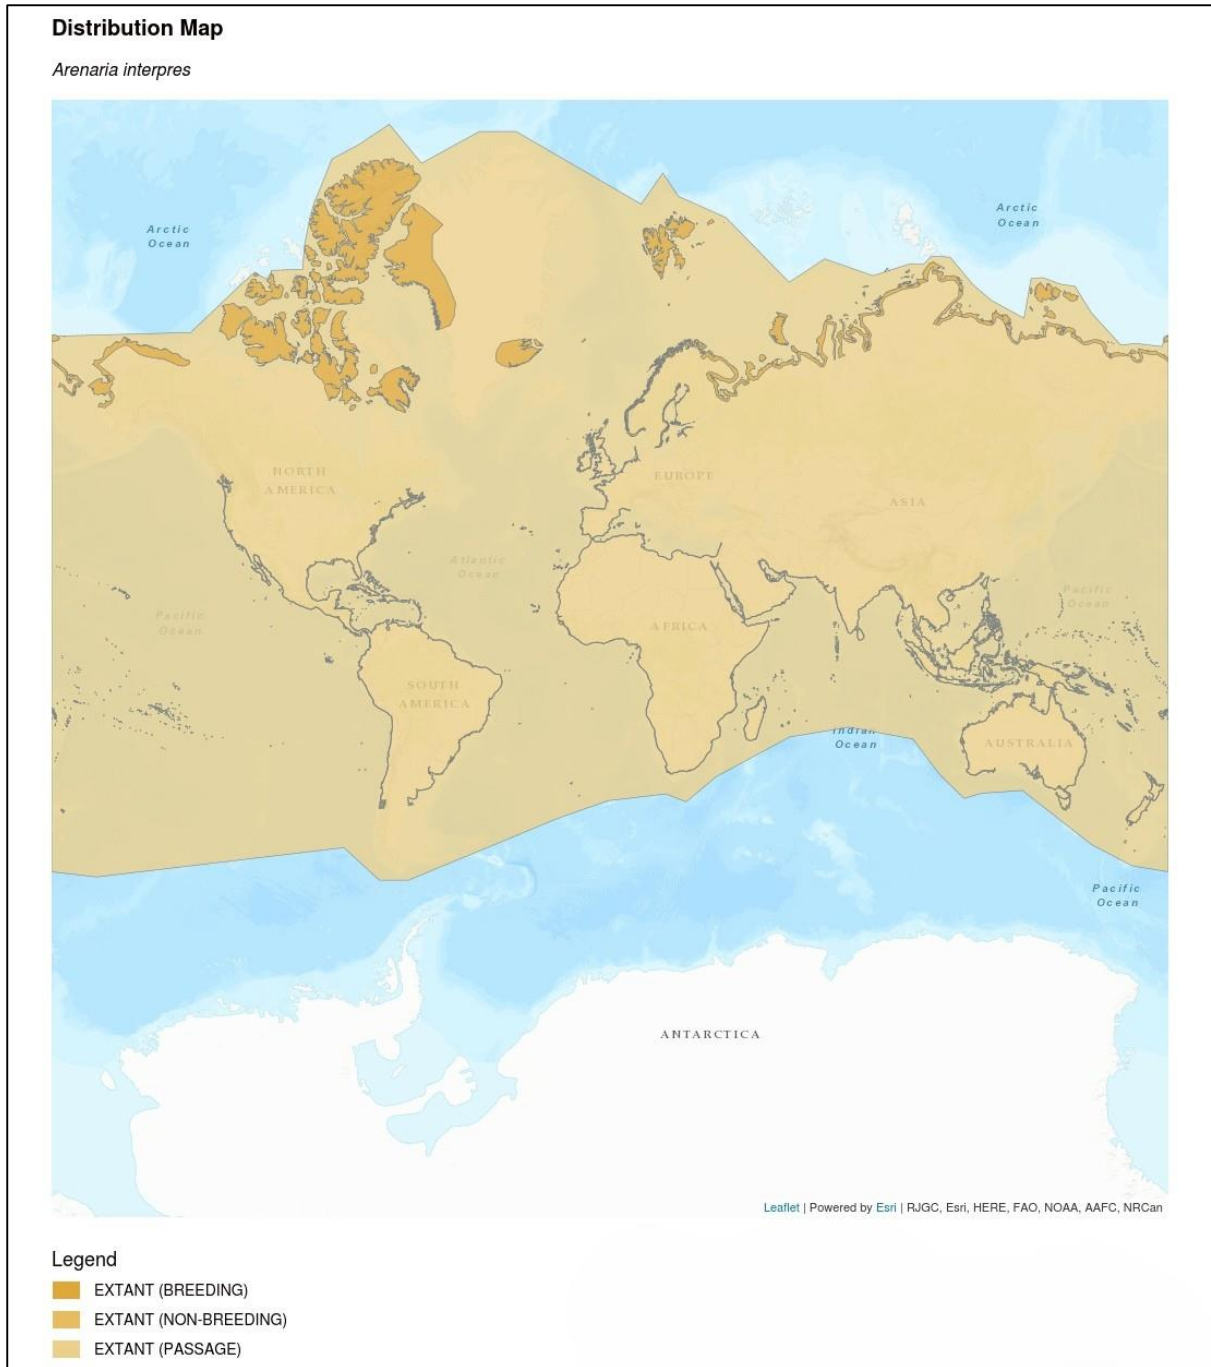 Distribution Map
Arenaria interpres
Arctic
Ocean
Arctic
Ocean
NORTH
AMERICA
EUROPE
ASIA
Atlantic
Ocean
Pacific
Ocean
Pacific
Ocean
AFRICA
SOUTH
AMERICA
Indian
Ocean
AUSTRALIA
Pacific
Ocean
ANTARCTICA
Leaflet | Powered by Esri | RJGC, Esri, HERE, FAO, NOAA, AAFC, NRCan
Legend
EXTANT (BREEDING)
EXTANT (NON-BREEDING)
EXTANT (PASSAGE)